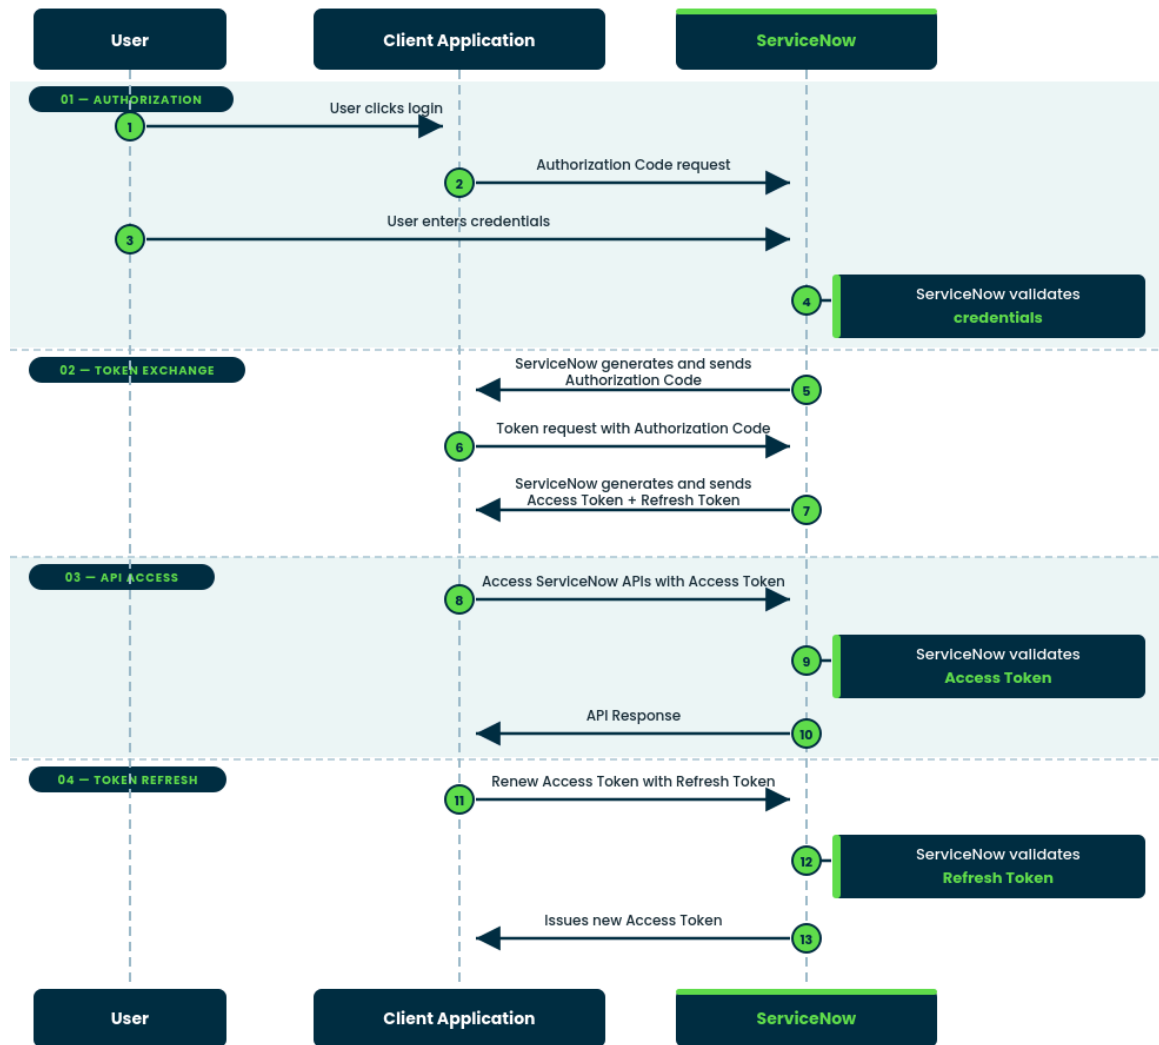 User
Client Application
ServiceNow
01 — AUTHORIZATION
User clicks login
1
Authorization Code request
2
User enters credentials
3
4
ServiceNow validates
credentials
02 — TOKEN EXCHANGE
ServiceNow generates and sends
Authorization Code
5
Token request with Authorization Code
6
ServiceNow generates and sends
Access Token + Refresh Token
7
03 — API ACCESS
Access ServiceNow APIs with Access Token
8
9
ServiceNow validates
Access Token
API Response
10
04 — TOKEN REFRESH
Renew Access Token with Refresh Token
11
12
ServiceNow validates
Refresh Token
Issues new Access Token
13
User
Client Application
ServiceNow